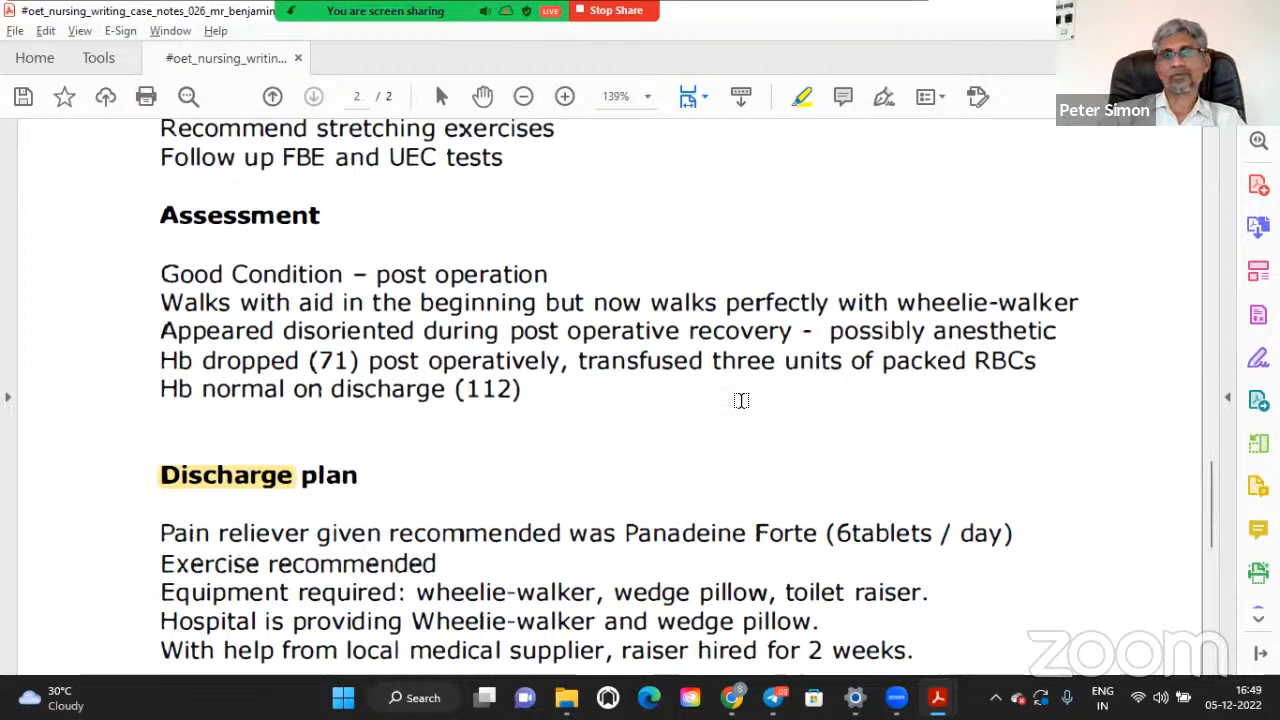 #oet_nursing_writing_case_notes_026_mr_benjamin
You are screen sharing
LIVE
Stop Share
File Edit View E-Sign Window Help
Home Tools #oet_nursing_writin... ×
2 / 2
139%
Peter Simon
Recommend stretching exercises
Follow up FBE and UEC tests
Assessment
Good Condition – post operation
Walks with aid in the beginning but now walks perfectly with wheelie-walker
Appeared disoriented during post operative recovery - possibly anesthetic
Hb dropped (71) post operatively, transfused three units of packed RBCs
Hb normal on discharge (112)
Discharge plan
Pain reliever given recommended was Panadeine Forte (6tablets / day)
Exercise recommended
Equipment required: wheelie-walker, wedge pillow, toilet raiser.
Hospital is providing Wheelie-walker and wedge pillow.
With help from local medical supplier, raiser hired for 2 weeks.
zoom
30°C
Cloudy
Search
ENG
IN
16:49
05-12-2022